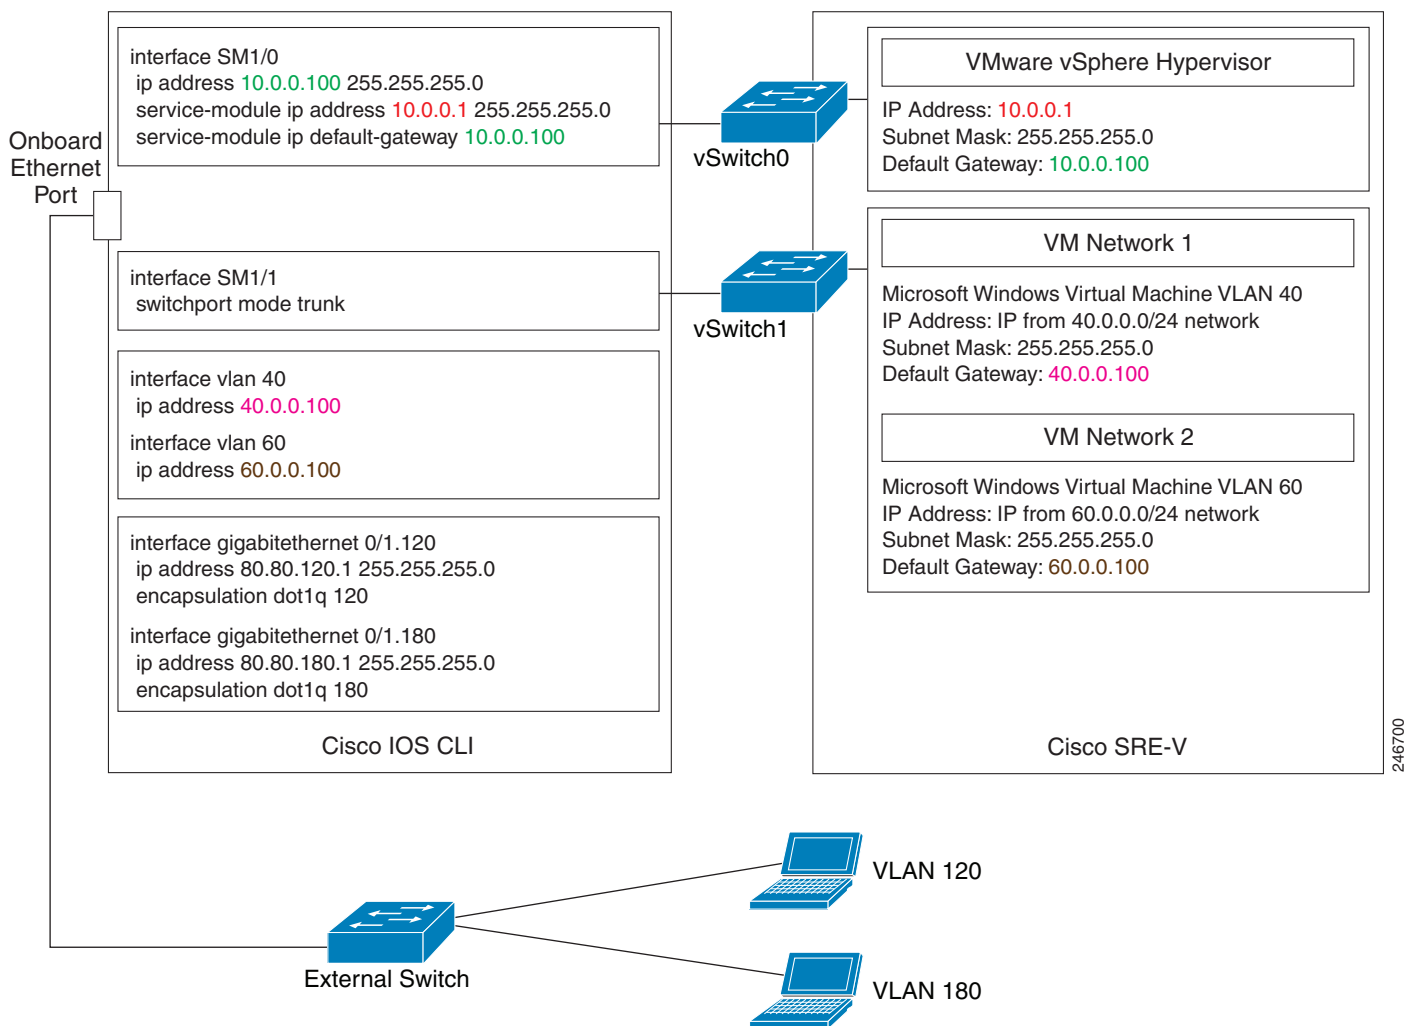 Onboard
Ethernet
Port
interface SM1/0
ip address 10.0.0.100 255.255.255.0
service-module ip address 10.0.0.1 255.255.255.0
service-module ip default-gateway 10.0.0.100
interface SM1/1
switchport mode trunk
interface vlan 40
ip address 40.0.0.100
interface vlan 60
ip address 60.0.0.100
interface gigabitethernet 0/1.120
ip address 80.80.120.1 255.255.255.0
encapsulation dot1q 120
interface gigabitethernet 0/1.180
ip address 80.80.180.1 255.255.255.0
encapsulation dot1q 180
Cisco IOS CLI
vSwitch0
vSwitch1
VMware vSphere Hypervisor
IP Address: 10.0.0.1
Subnet Mask: 255.255.255.0
Default Gateway: 10.0.0.100
VM Network 1
Microsoft Windows Virtual Machine VLAN 40
IP Address: IP from 40.0.0.0/24 network
Subnet Mask: 255.255.255.0
Default Gateway: 40.0.0.100
VM Network 2
Microsoft Windows Virtual Machine VLAN 60
IP Address: IP from 60.0.0.0/24 network
Subnet Mask: 255.255.255.0
Default Gateway: 60.0.0.100
Cisco SRE-V
246700
External Switch
VLAN 120
VLAN 180